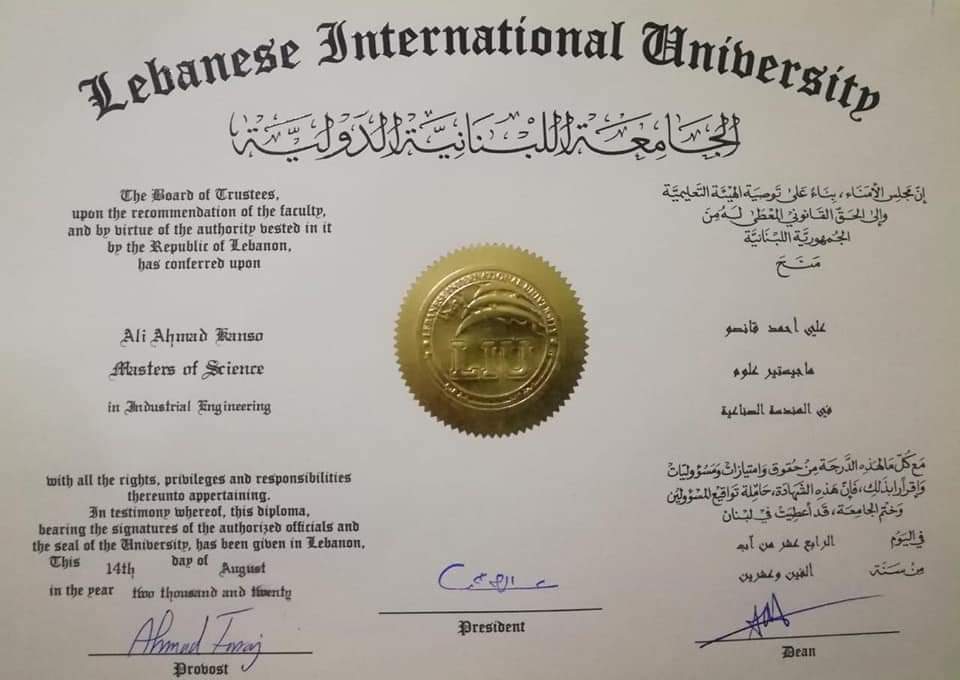 Lebanese International University
الجامعة اللبنانية الدولية
The Board of Trustees,
upon the recommendation of the faculty,
and by virtue of the authority vested in it
by the Republic of Lebanon,
has conferred upon
Ali Ahmad Kanso
Masters of Science
in Industrial Engineering
with all the rights, privileges and responsibilities
thereunto appertaining.
In testimony whereof, this diploma,
bearing the signatures of the authorized officials and
the seal of the University, has been given in Lebanon,
This 14th day of August
in the year two thousand and twenty
إن مجلس الأمناء، بناءً على توصية الهيئة التعليمية
وإلى الحق القانوني المعطى له من
الجمهورية اللبنانية
منح
علي أحمد قانصو
ماجيستير علوم
في الهندسة الصناعية
مع كل ما لهذه الدرجة من حقوق وامتيازات ومسؤوليات
وإقراراً بذلك، فإن هذه الشهادة، حاملة تواقيع المسؤولين
وختم الجامعة، قد أعطيت في لبنان
في اليوم الرابع عشر من آب
من سنة ألفين وعشرين
LEBANESE INTERNATIONAL UNIVERSITY
LIU
Ahmad Faraj
Provost
President
Dean